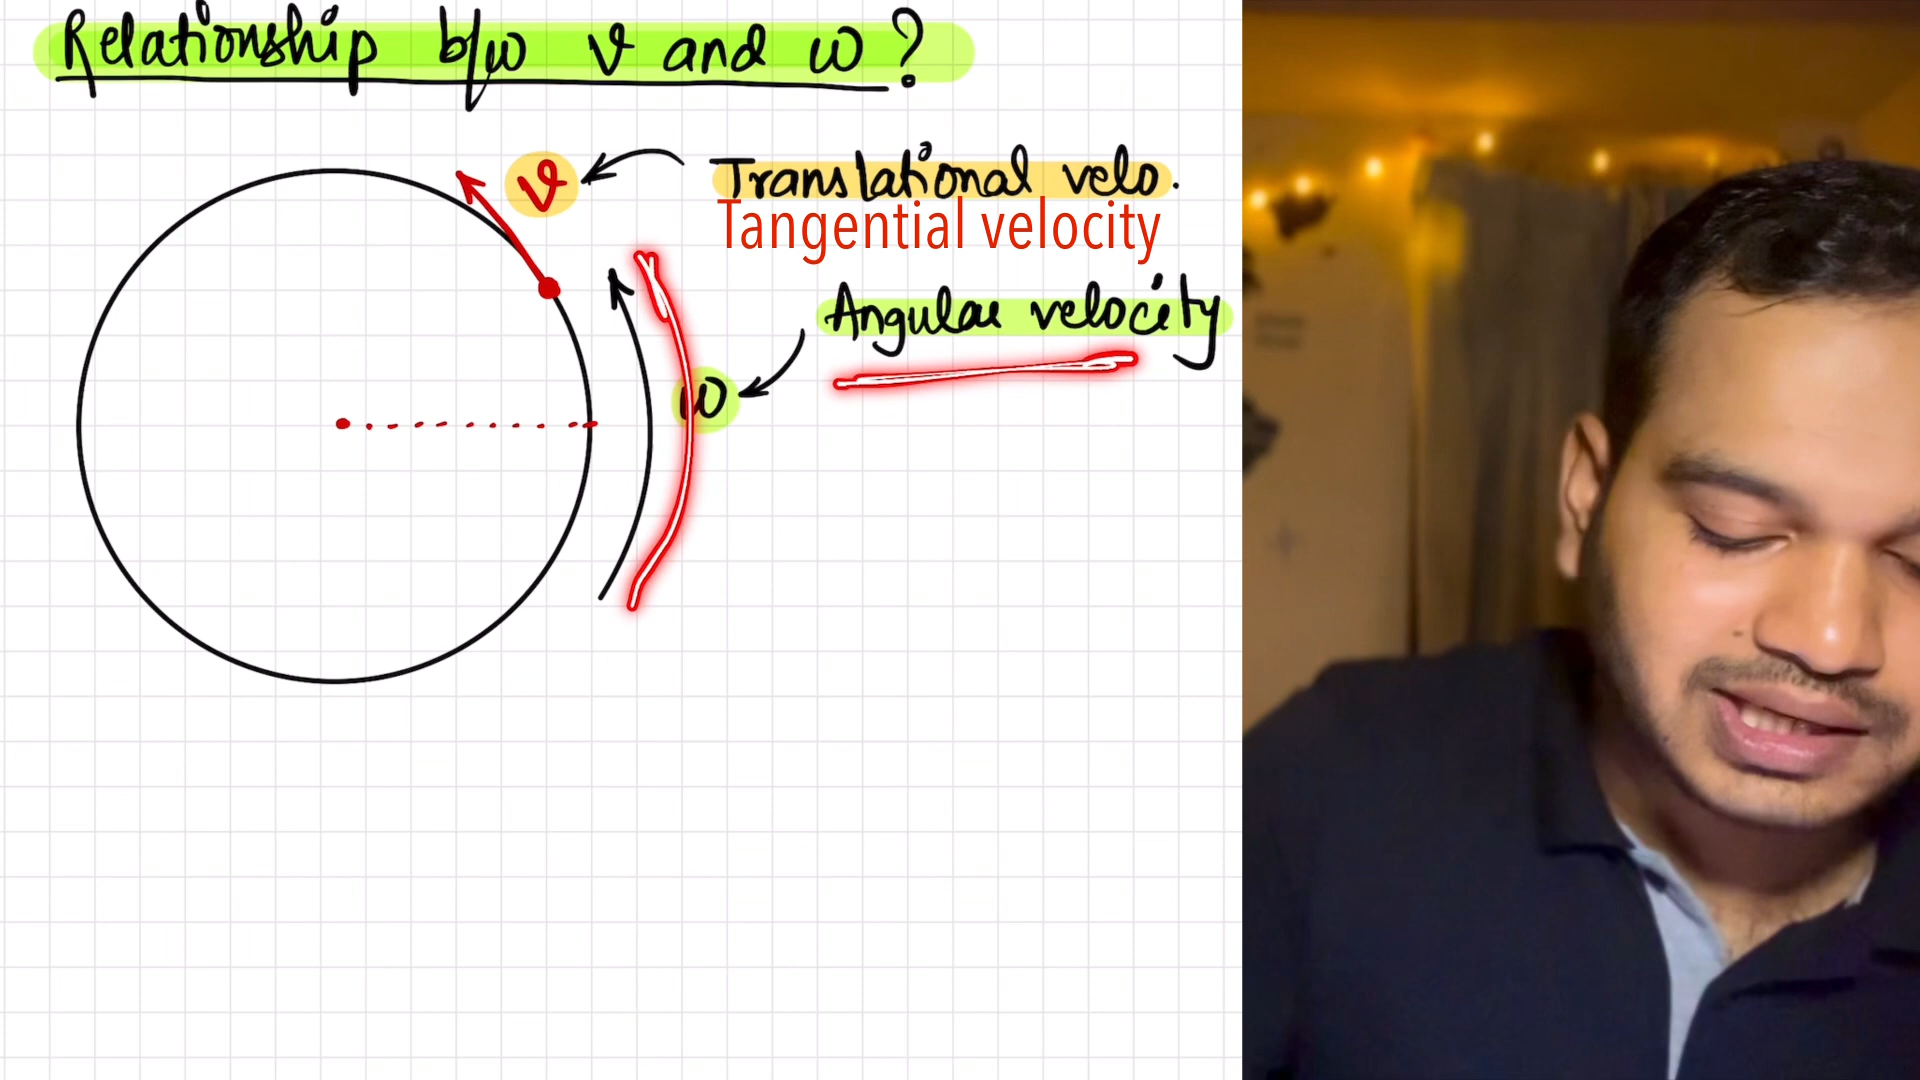 Relationship b/w v and ω?
v
Translational velo.
Tangential velocity
Angular velocity
ω